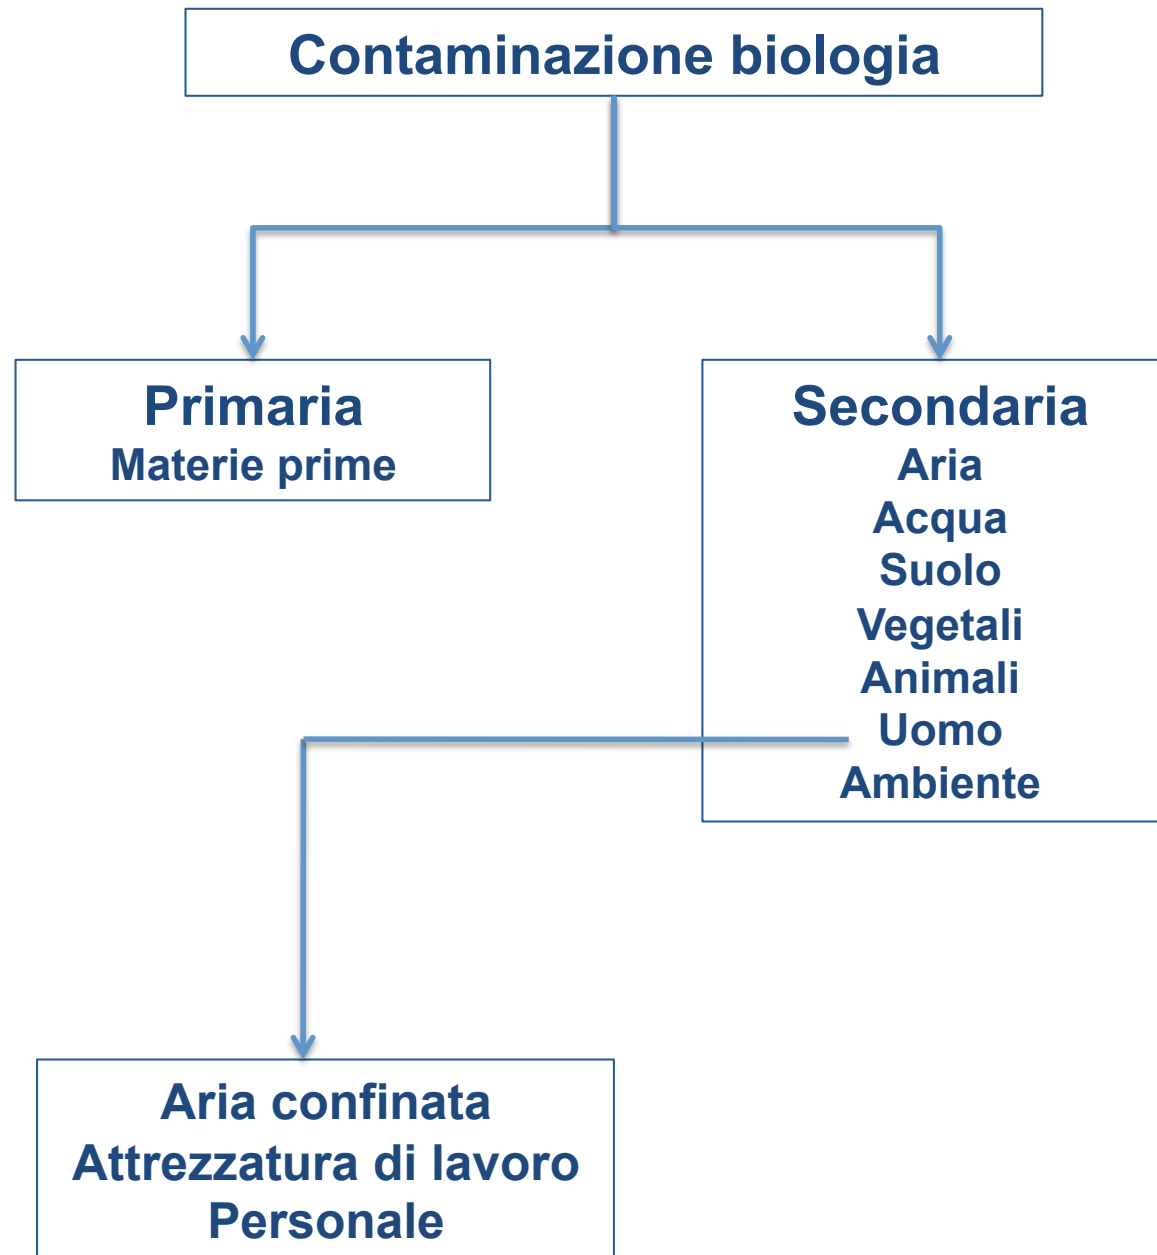 Contaminazione biologia
Primaria
Materie prime
Secondaria
Aria
Acqua
Suolo
Vegetali
Animali
Uomo
Ambiente
Aria confinata
Attrezzatura di lavoro
Personale